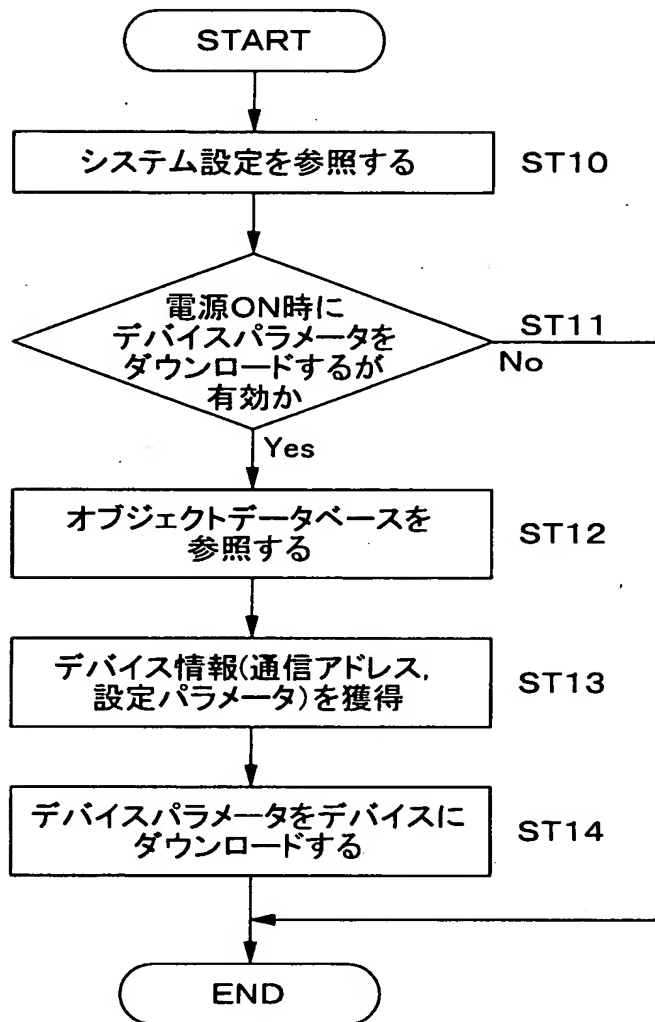 START
システム設定を参照する
ST10
電源ON時に
デバイスパラメータを
ダウンロードするが
有効か
ST11
No
Yes
オブジェクトデータベースを
参照する
ST12
デバイス情報(通信アドレス,
設定パラメータ)を獲得
ST13
デバイスパラメータをデバイスに
ダウンロードする
ST14
END